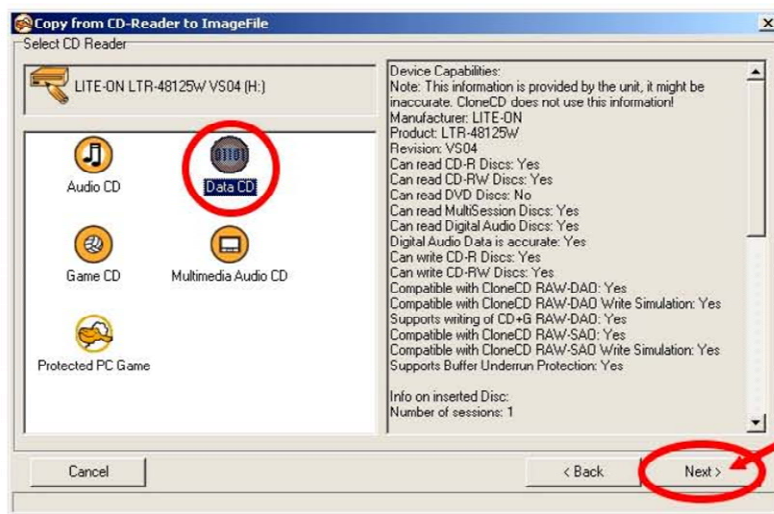 Copy from CD-Reader to ImageFile
Select CD Reader
LITE-ON LTR-48125W VS04 (H:)
Audio CD
Data CD
Game CD
Multimedia Audio CD
Protected PC Game
Device Capabilities:
Note: This information is provided by the unit, it might be
inaccurate. CloneCD does not use this information!
Manufacturer: LITE-ON
Product: LTR-48125W
Revision: VS04
Can read CD-R Discs: Yes
Can read CD-RW Discs: Yes
Can read DVD Discs: No
Can read MultiSession Discs: Yes
Can read Digital Audio Discs: Yes
Digital Audio Data is accurate: Yes
Can write CD-R Discs: Yes
Can write CD-RW Discs: Yes
Compatible with CloneCD RAW-DAO: Yes
Compatible with CloneCD RAW-DAO Write Simulation: Yes
Supports writing of CD+G RAW-DAO: Yes
Compatible with CloneCD RAW-SAO: Yes
Compatible with CloneCD RAW-SAO Write Simulation: Yes
Supports Buffer Underrun Protection: Yes
Info on inserted Disc:
Number of sessions: 1
Cancel
< Back
Next >